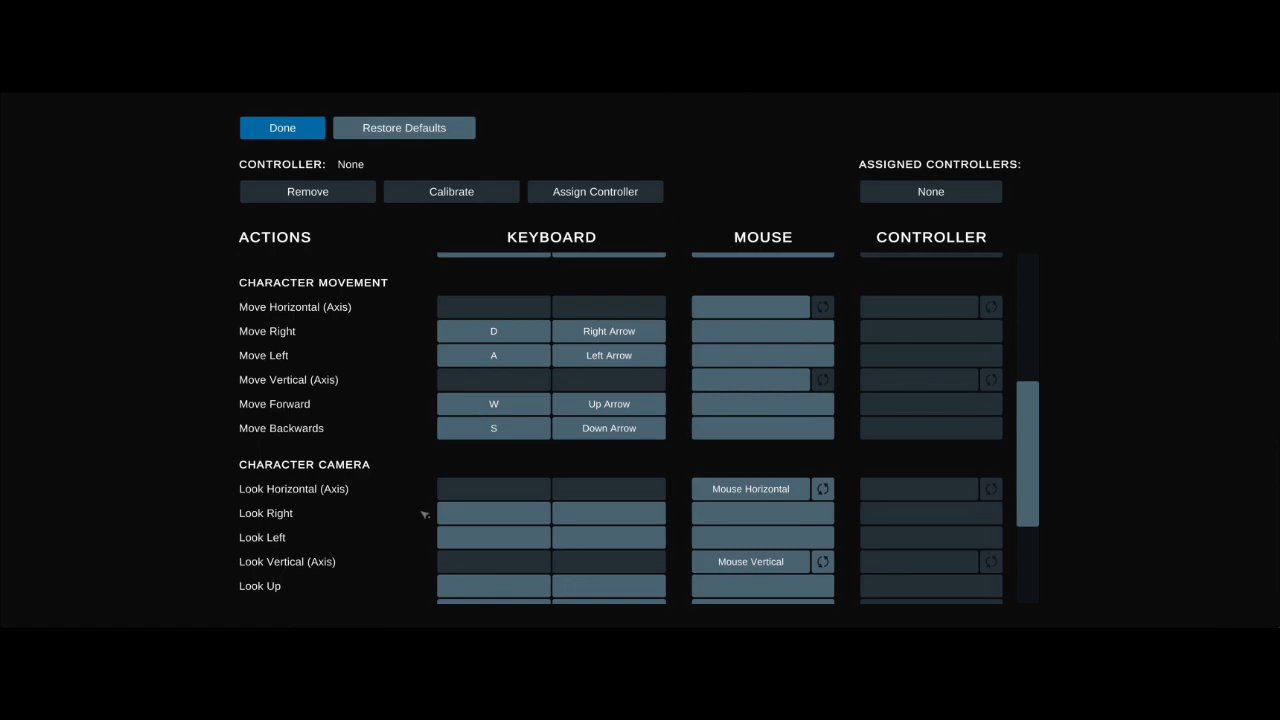 Done Restore Defaults
CONTROLLER: None ASSIGNED CONTROLLERS:
Remove Calibrate Assign Controller None
ACTIONS KEYBOARD MOUSE CONTROLLER
CHARACTER MOVEMENT
Move Horizontal (Axis)
Move Right D Right Arrow
Move Left A Left Arrow
Move Vertical (Axis)
Move Forward W Up Arrow
Move Backwards S Down Arrow
CHARACTER CAMERA
Look Horizontal (Axis) Mouse Horizontal
Look Right
Look Left
Look Vertical (Axis) Mouse Vertical
Look Up